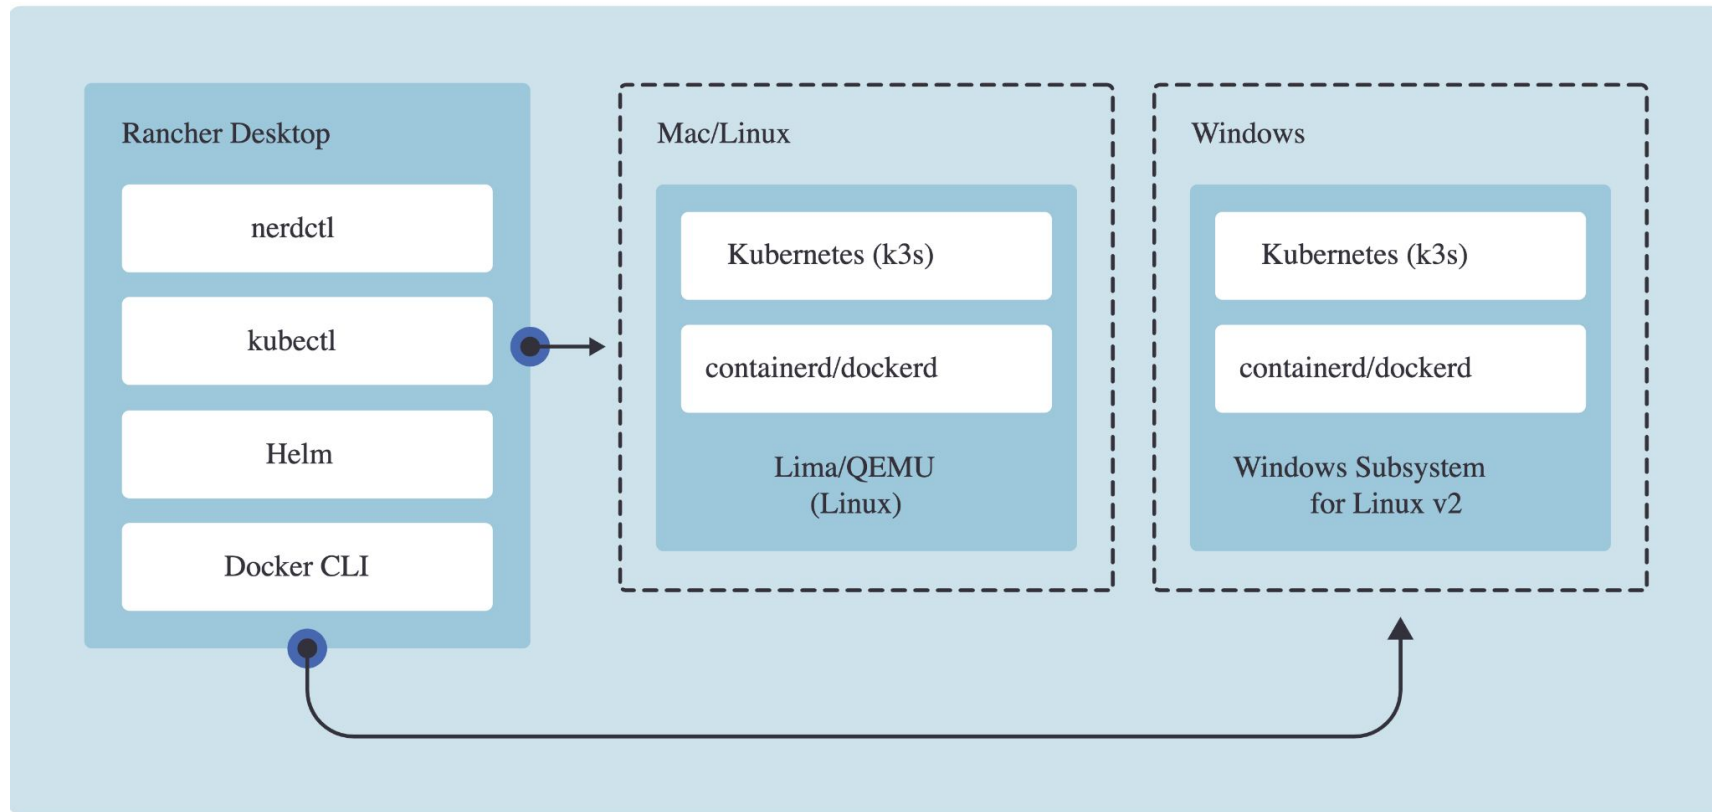 Rancher Desktop
nerdctl
kubectl
Helm
Docker CLI
Mac/Linux
Kubernetes (k3s)
containerd/dockerd
Lima/QEMU
(Linux)
Windows
Kubernetes (k3s)
containerd/dockerd
Windows Subsystem
for Linux v2